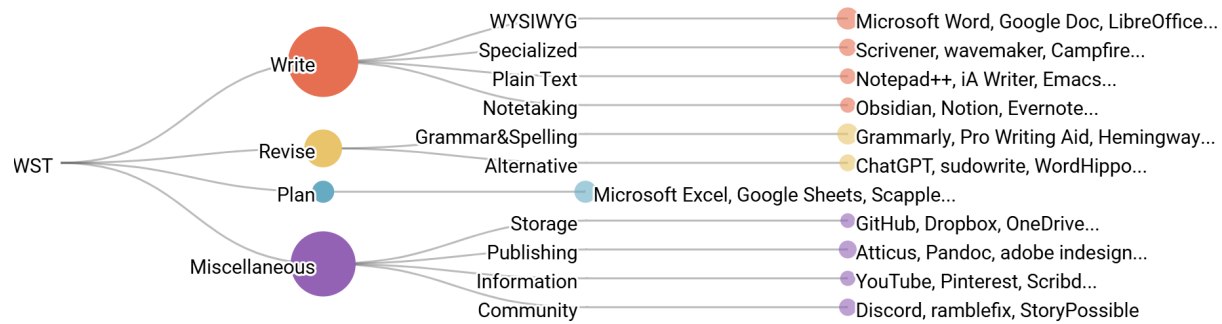 WYSIWYG Microsoft Word, Google Doc, LibreOffice...
Specialized Scrivener, wavemaker, Campfire...
Write
Plain Text Notepad++, iA Writer, Emacs...
Notetaking Obsidian, Notion, Evernote...
Grammar&Spelling Grammarly, Pro Writing Aid, Hemingway...
Revise
WST
Alternative ChatGPT, sudowrite, WordHippo...
Plan Microsoft Excel, Google Sheets, Scapple...
Storage GitHub, Dropbox, OneDrive...
Publishing Atticus, Pandoc, adobe indesign...
Miscellaneous
Information YouTube, Pinterest, Scribd...
Community Discord, ramblefix, StoryPossible